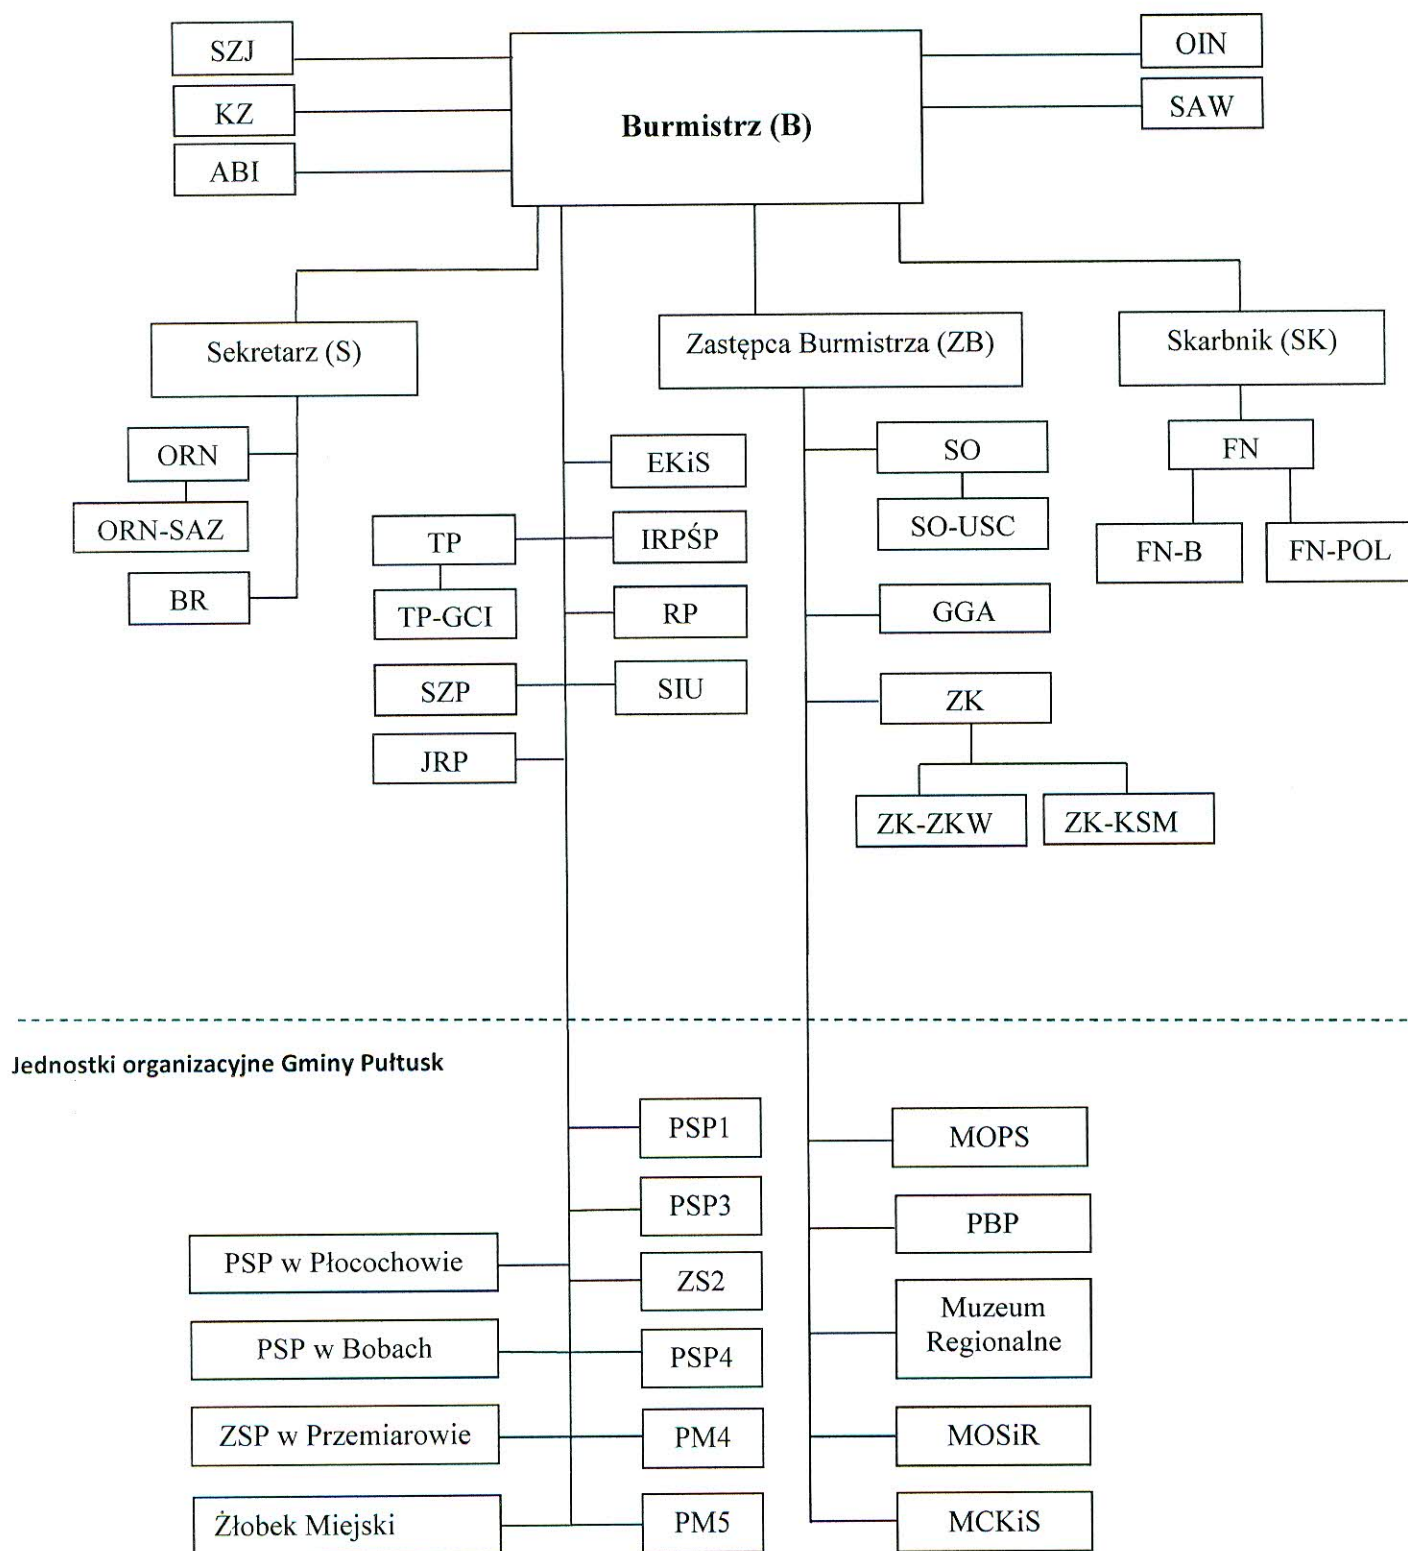 SZJ
KZ
ABI
Burmistrz (B)
OIN
SAW
Sekretarz (S)
Zastępca Burmistrza (ZB)
Skarbnik (SK)
ORN
ORN-SAZ
BR
EKiS
TP
IRPŚP
TP-GCI
RP
SZP
SIU
JRP
SO
SO-USC
GGA
ZK
ZK-ZKW
ZK-KSM
FN
FN-B
FN-POL
Jednostki organizacyjne Gminy Pułtusk
PSP1
PSP3
PSP w Płocochowie
ZS2
PSP w Bobach
PSP4
ZSP w Przemiarowie
PM4
Żłobek Miejski
PM5
MOPS
PBP
Muzeum
Regionalne
MOSiR
MCKiS